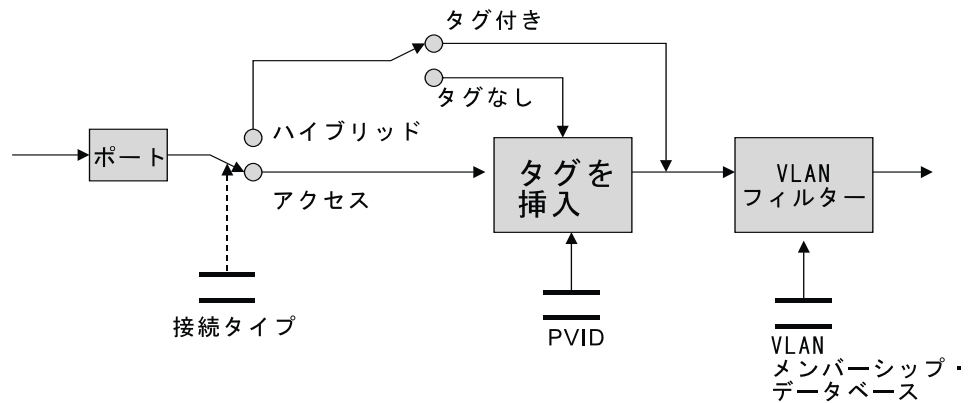 タグ付き
タグなし
ハイブリッド
ポート
アクセス
タグを
挿入
VLAN
フィルター
接続タイプ
PVID
VLAN
メンバーシップ・
データベース